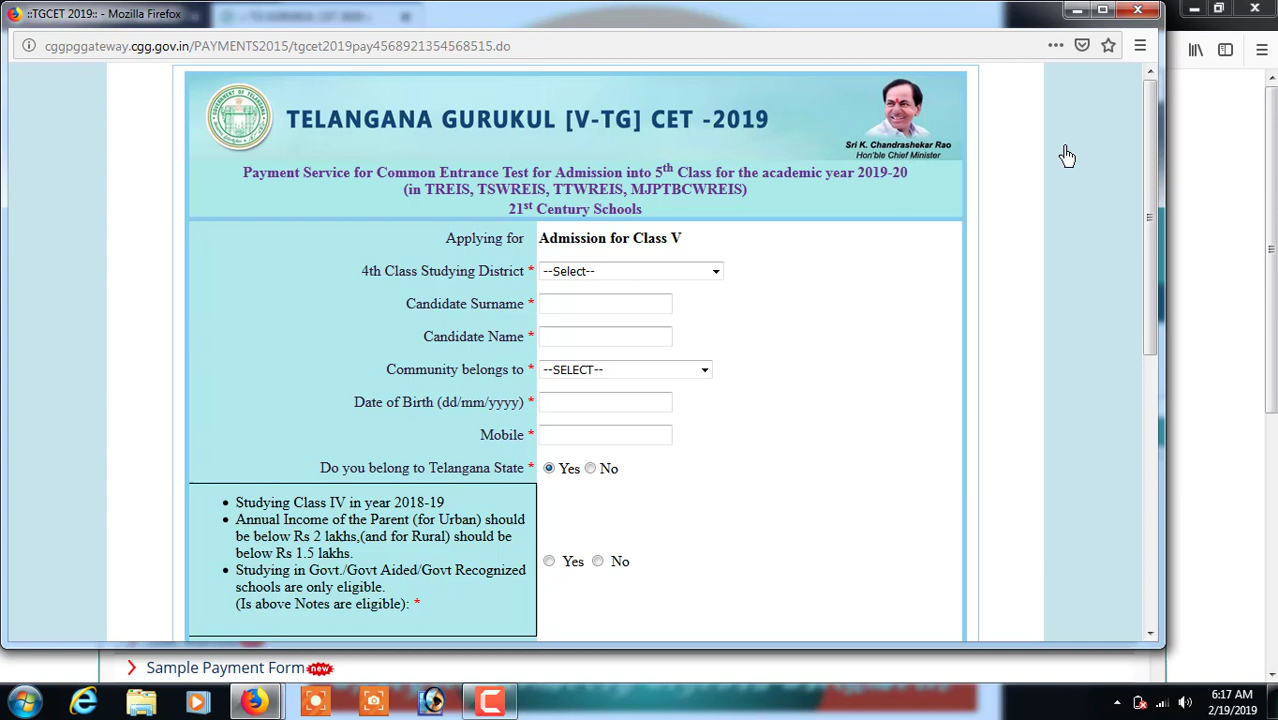 ::TGCET 2019:: - Mozilla Firefox
cggpggateway.cgg.gov.in/PAYMENTS2015/tgcet2019pay4568921354568515.do
TELANGANA GURUKUL [V-TG] CET -2019
Sri K. Chandrashekar Rao
Hon'ble Chief Minister
Payment Service for Common Entrance Test for Admission into 5th Class for the academic year 2019-20
(in TREIS, TSWREIS, TTWREIS, MJPTBCWREIS)
21st Century Schools
Applying for Admission for Class V
4th Class Studying District * --Select--
Candidate Surname *
Candidate Name *
Community belongs to * --SELECT--
Date of Birth (dd/mm/yyyy) *
Mobile *
Do you belong to Telangana State * Yes No
• Studying Class IV in year 2018-19
• Annual Income of the Parent (for Urban) should
be below Rs 2 lakhs,(and for Rural) should be
below Rs 1.5 lakhs.
• Studying in Govt./Govt Aided/Govt Recognized
schools are only eligible.
(Is above Notes are eligible): *
Yes No
Sample Payment Form new
6:17 AM
2/19/2019